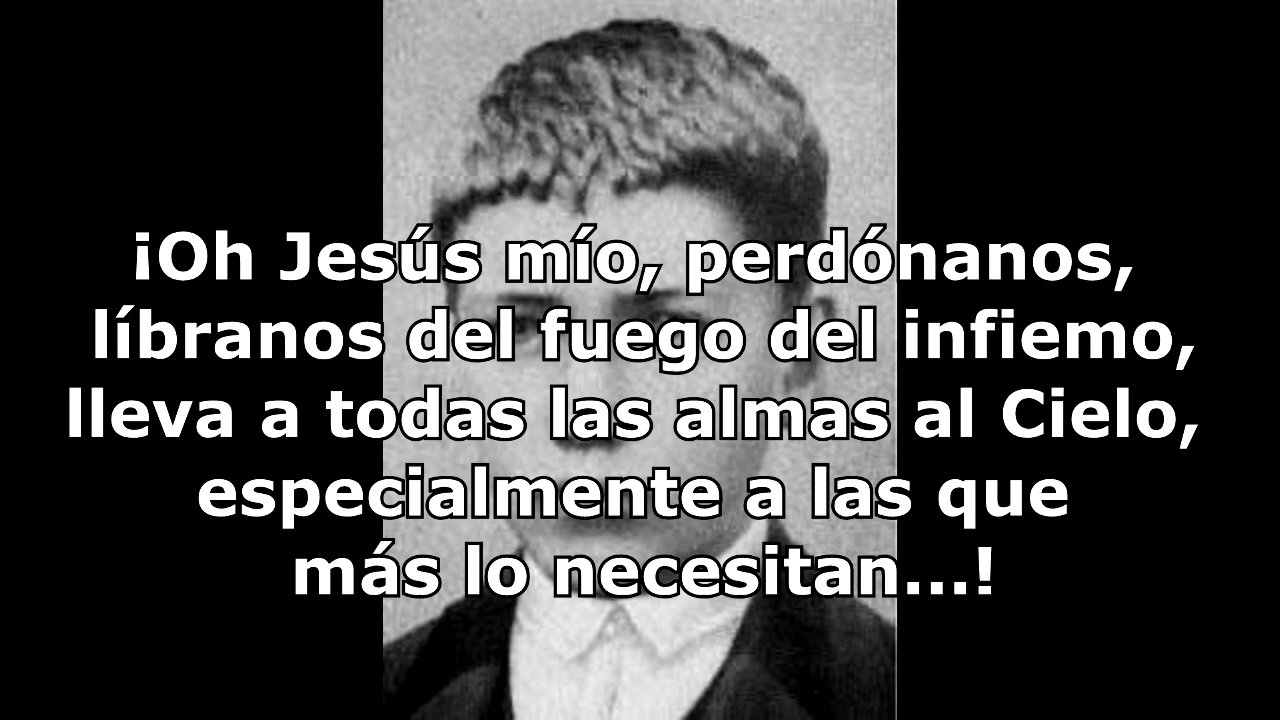 ¡Oh Jesús mío, perdónanos,
líbranos del fuego del infiemo,
lleva a todas las almas al Cielo,
especialmente a las que
más lo necesitan...!